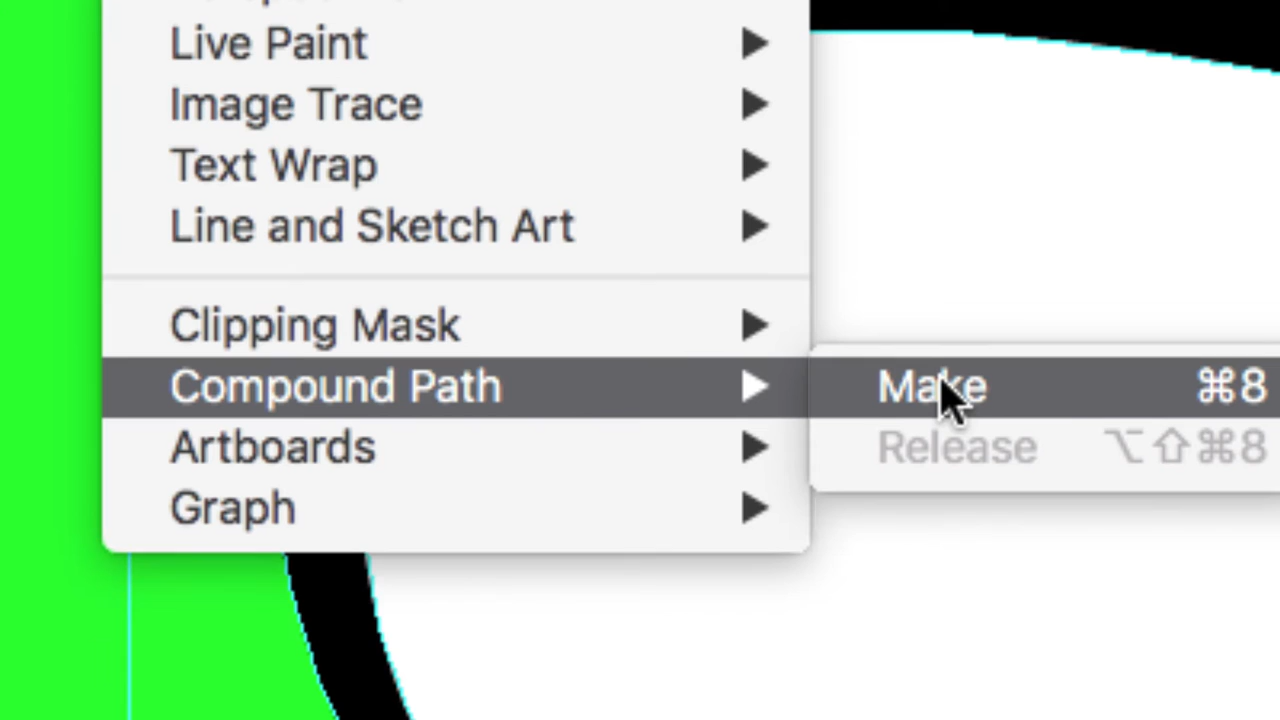 Live Paint
Image Trace
Text Wrap
Line and Sketch Art
Clipping Mask
Compound Path
Make ⌘8
Artboards
Release ⌥⇧⌘8
Graph